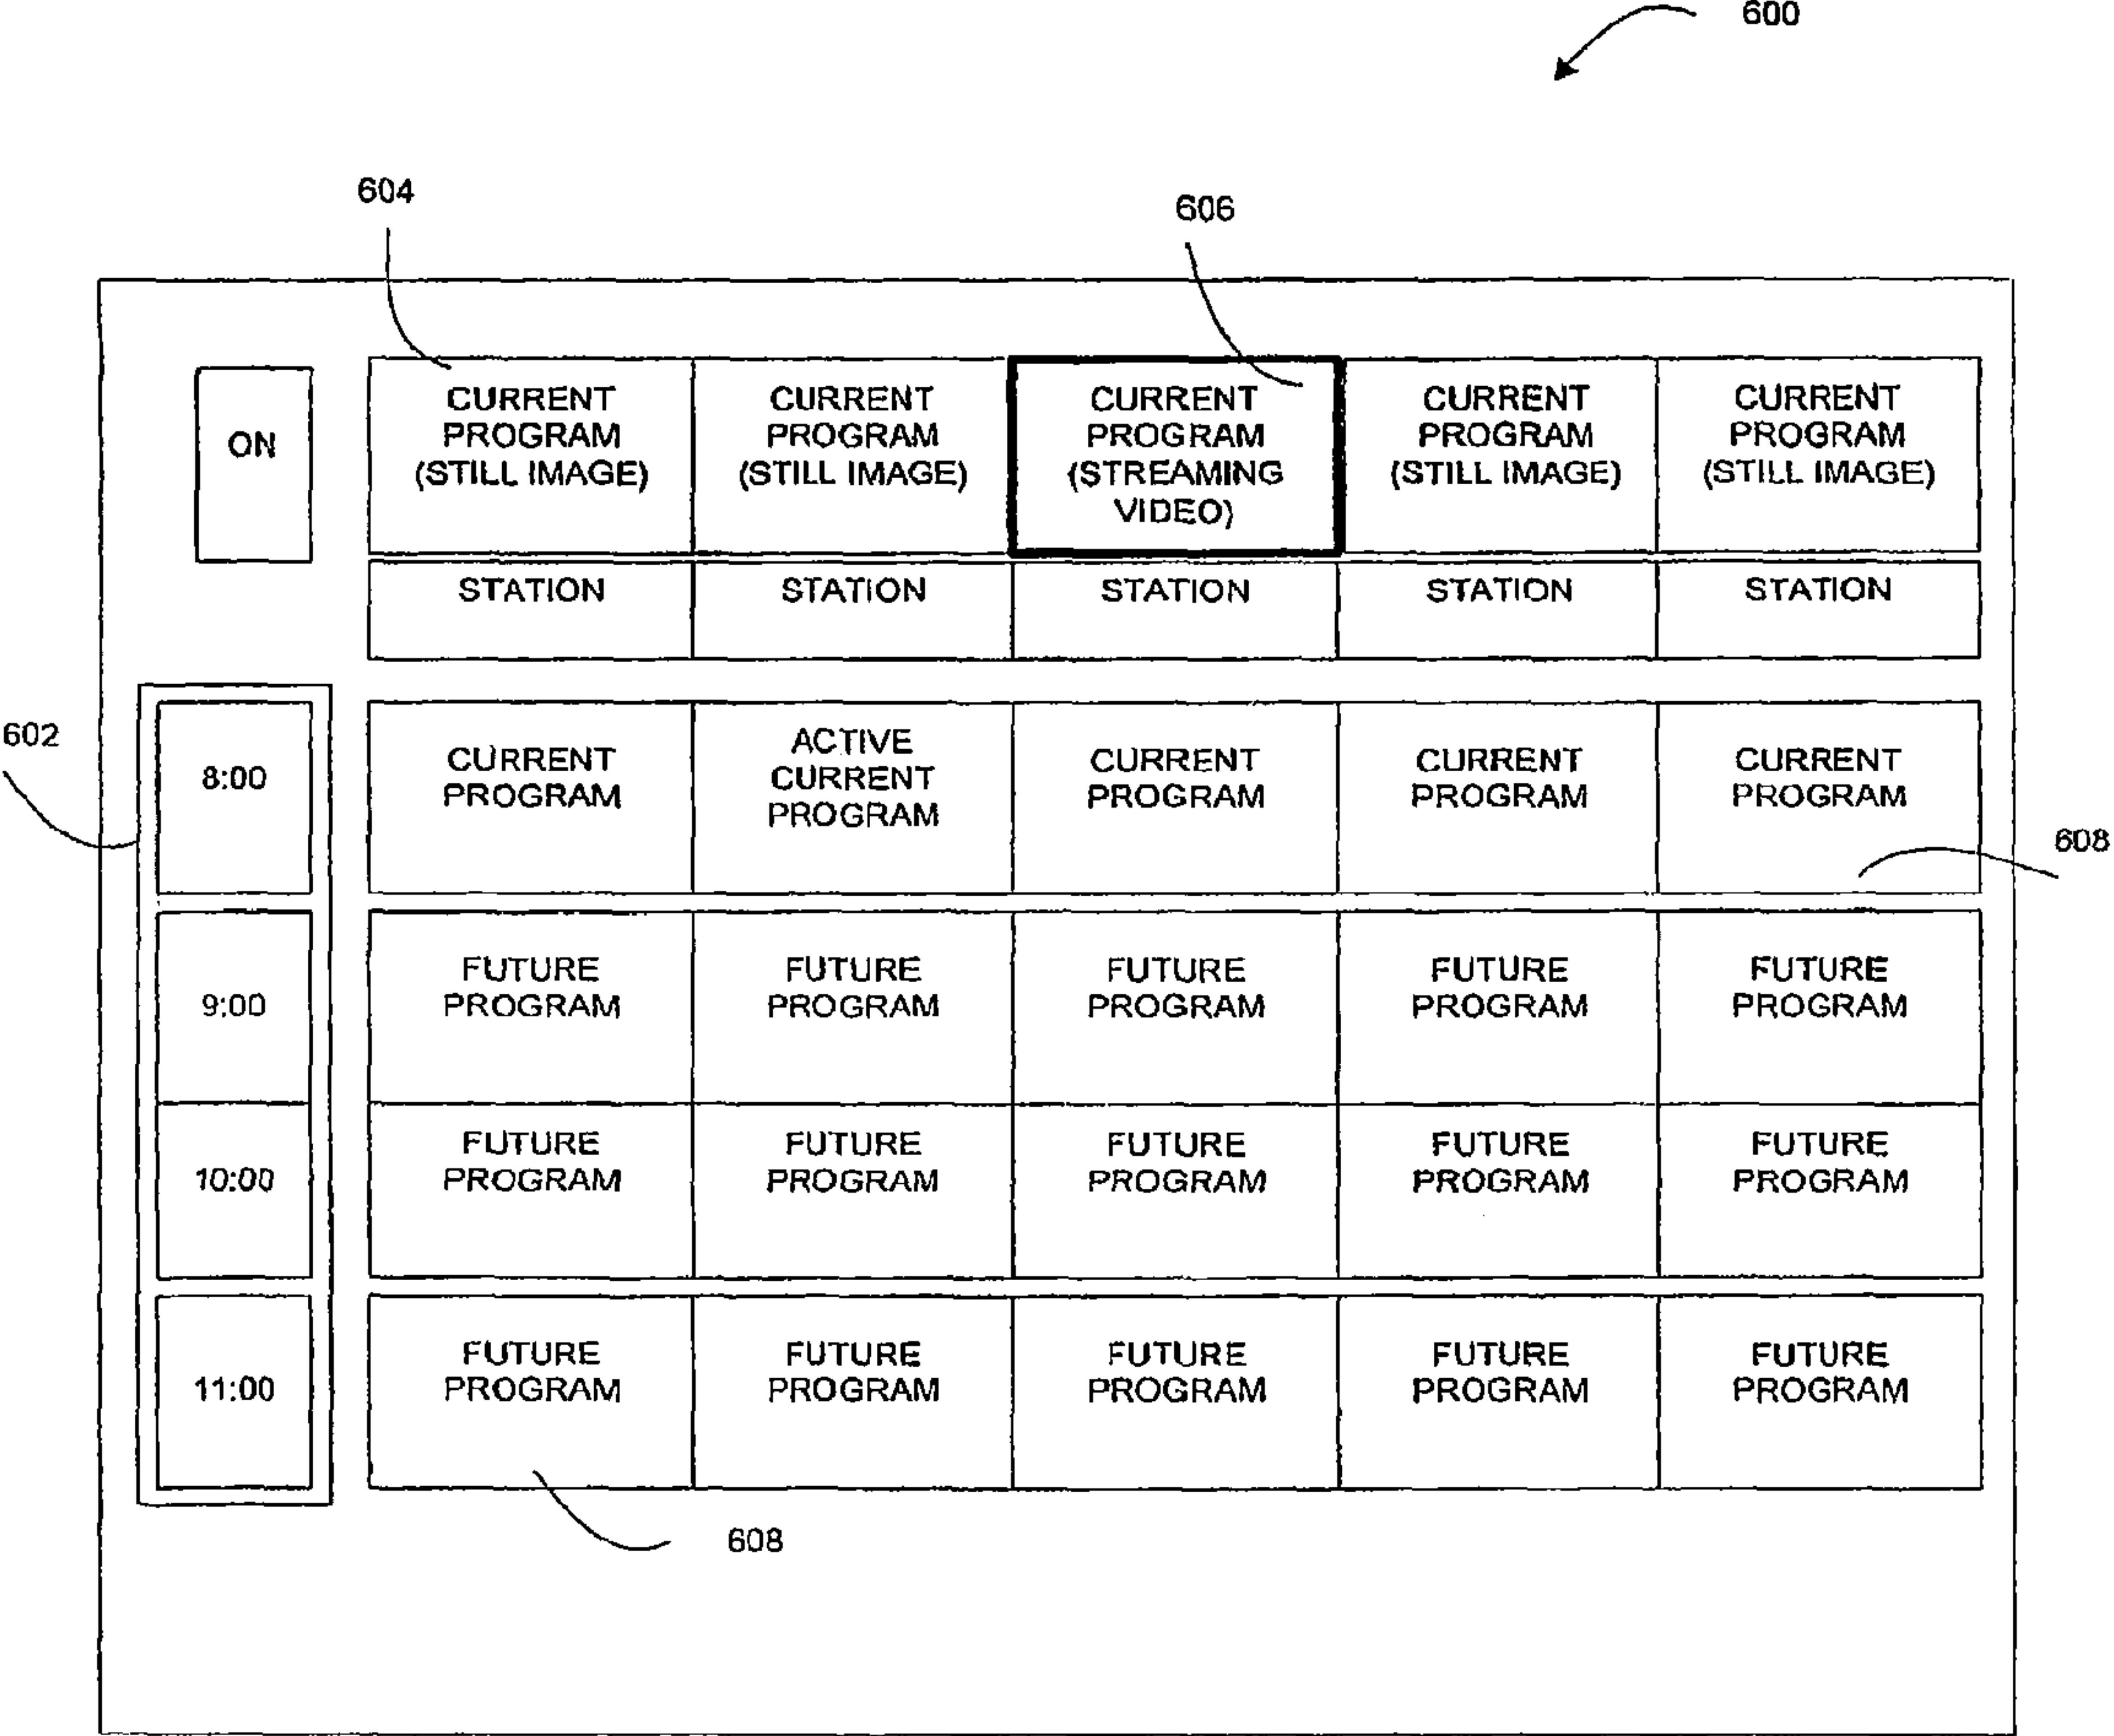 600
604
606
ON
CURRENT PROGRAM (STILL IMAGE)
CURRENT PROGRAM (STILL IMAGE)
CURRENT PROGRAM (STREAMING VIDEO)
CURRENT PROGRAM (STILL IMAGE)
CURRENT PROGRAM (STILL IMAGE)
STATION
STATION
STATION
STATION
STATION
602
8:00
CURRENT PROGRAM
ACTIVE CURRENT PROGRAM
CURRENT PROGRAM
CURRENT PROGRAM
CURRENT PROGRAM
608
9:00
FUTURE PROGRAM
FUTURE PROGRAM
FUTURE PROGRAM
FUTURE PROGRAM
FUTURE PROGRAM
10:00
FUTURE PROGRAM
FUTURE PROGRAM
FUTURE PROGRAM
FUTURE PROGRAM
FUTURE PROGRAM
11:00
FUTURE PROGRAM
FUTURE PROGRAM
FUTURE PROGRAM
FUTURE PROGRAM
FUTURE PROGRAM
608